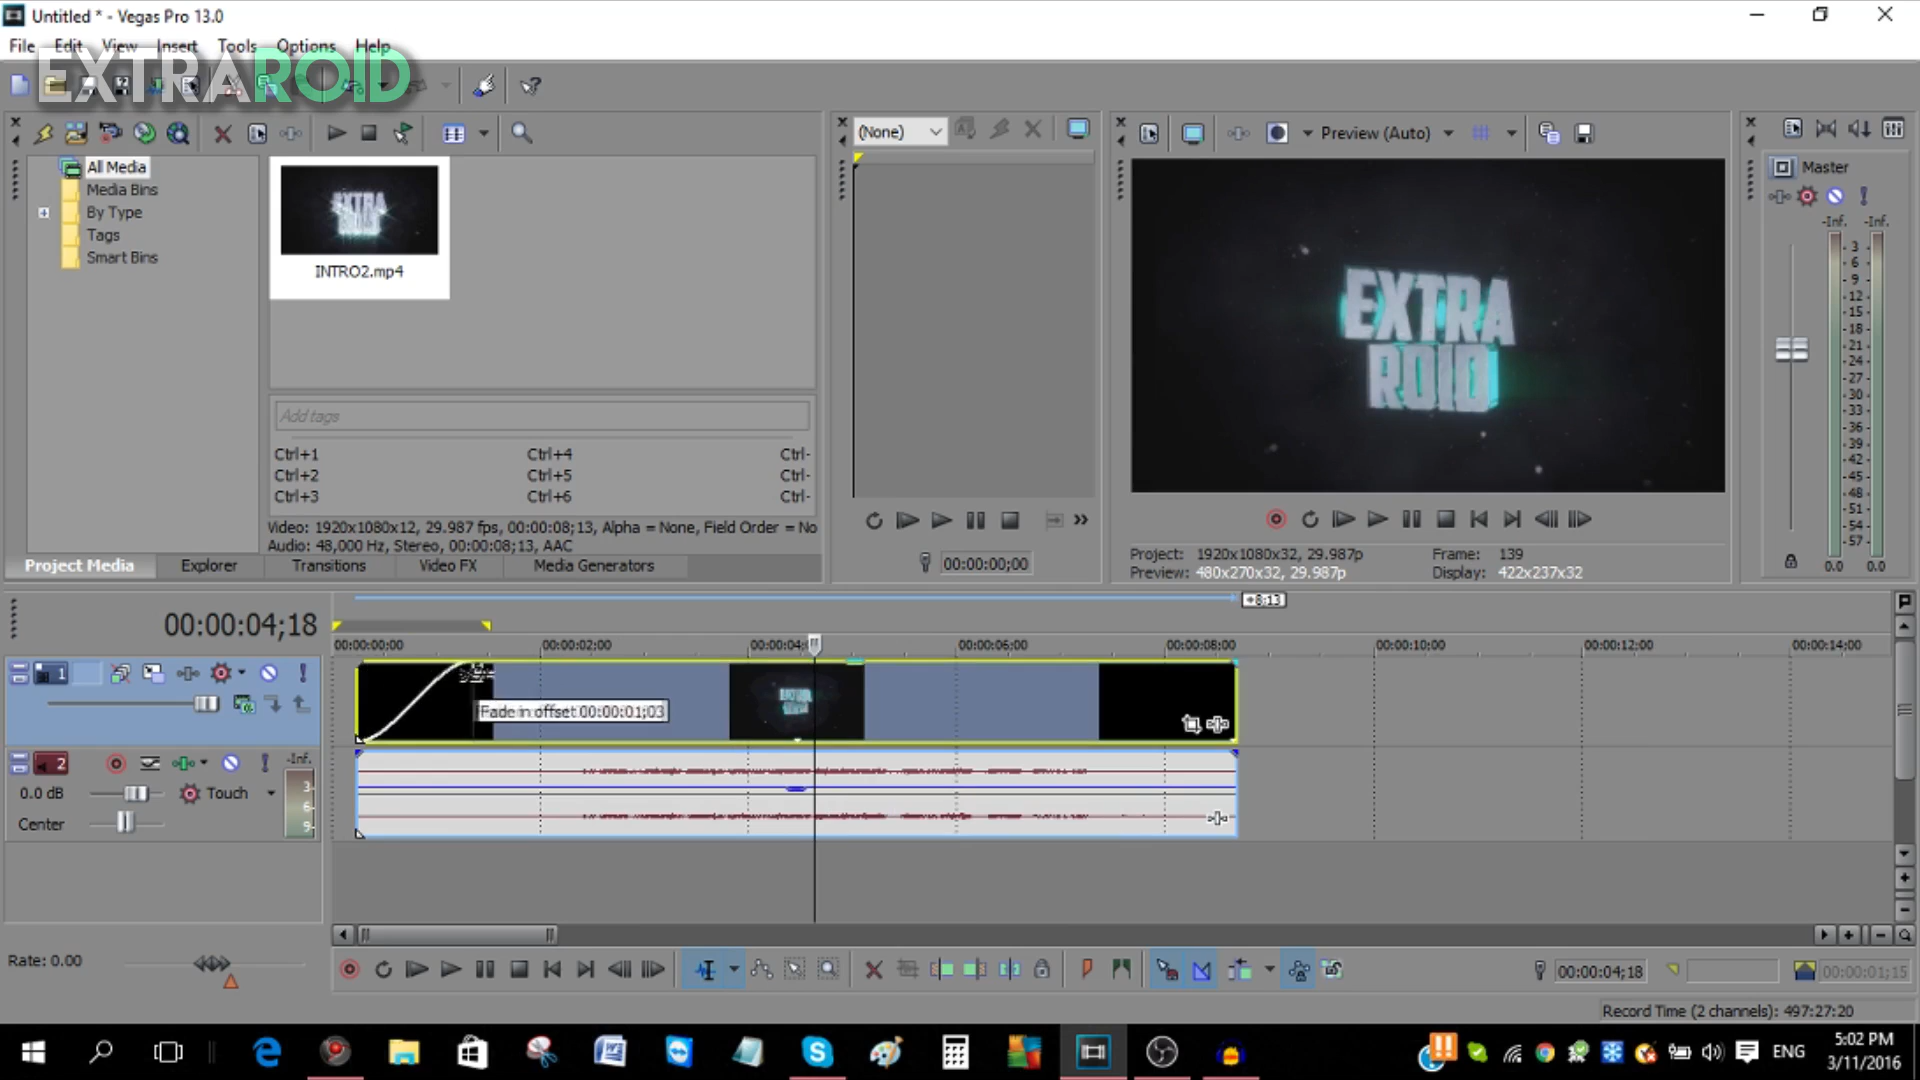 Untitled * - Vegas Pro 13.0
File Edit View Insert Tools Options Help
EXTRAROID
(None)
Preview (Auto)
All Media
Media Bins
By Type
Tags
Smart Bins
EXTRA
ROID
INTRO2.mp4
EXTRA
ROID
Master
-Inf. -Inf.
3
6
9
12
15
18
21
24
27
30
33
36
39
42
45
48
51
54
57
0.0 0.0
Add tags
Ctrl+1 Ctrl+4 Ctrl-
Ctrl+2 Ctrl+5 Ctrl-
Ctrl+3 Ctrl+6 Ctrl-
Video: 1920x1080x12, 29.987 fps, 00:00:08;13, Alpha = None, Field Order = No
Audio: 48,000 Hz, Stereo, 00:00:08;13, AAC
Project Media Explorer Transitions Video FX Media Generators
00:00:00;00
Project: 1920x1080x32, 29.987p Frame: 139
Preview: 480x270x32, 29.987p Display: 422x237x32
+8:13
00:00:04;18
00:00:00;00 00:00:02;00 00:00:04; 00:00:06;00 00:00:08;00 00:00:10;00 00:00:12;00 00:00:14;00
1
Fade in offset 00:00:01;03
EXTRA
ROID
2
-Inf.
0.0 dB Touch
Center
3
6
9
Rate: 0.00
00:00:04;18 00:00:01;15
Record Time (2 channels): 497:27:20
ENG
5:02 PM
3/11/2016